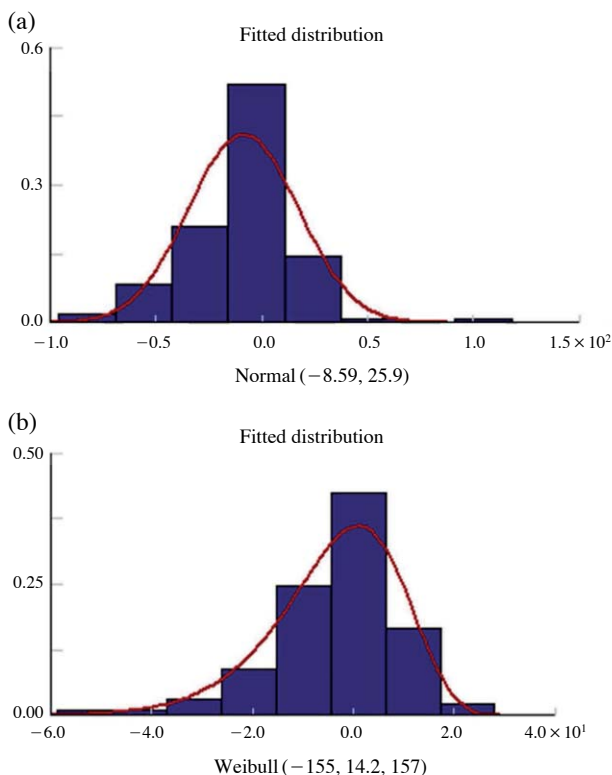 (a)
Fitted distribution
0.6
0.3
0.0
−1.0 −0.5 0.0 0.5 1.0 1.5 × 10²
Normal (−8.59, 25.9)
(b)
Fitted distribution
0.50
0.25
0.00
−6.0 −4.0 −2.0 0.0 2.0 4.0 × 10¹
Weibull (−155, 14.2, 157)